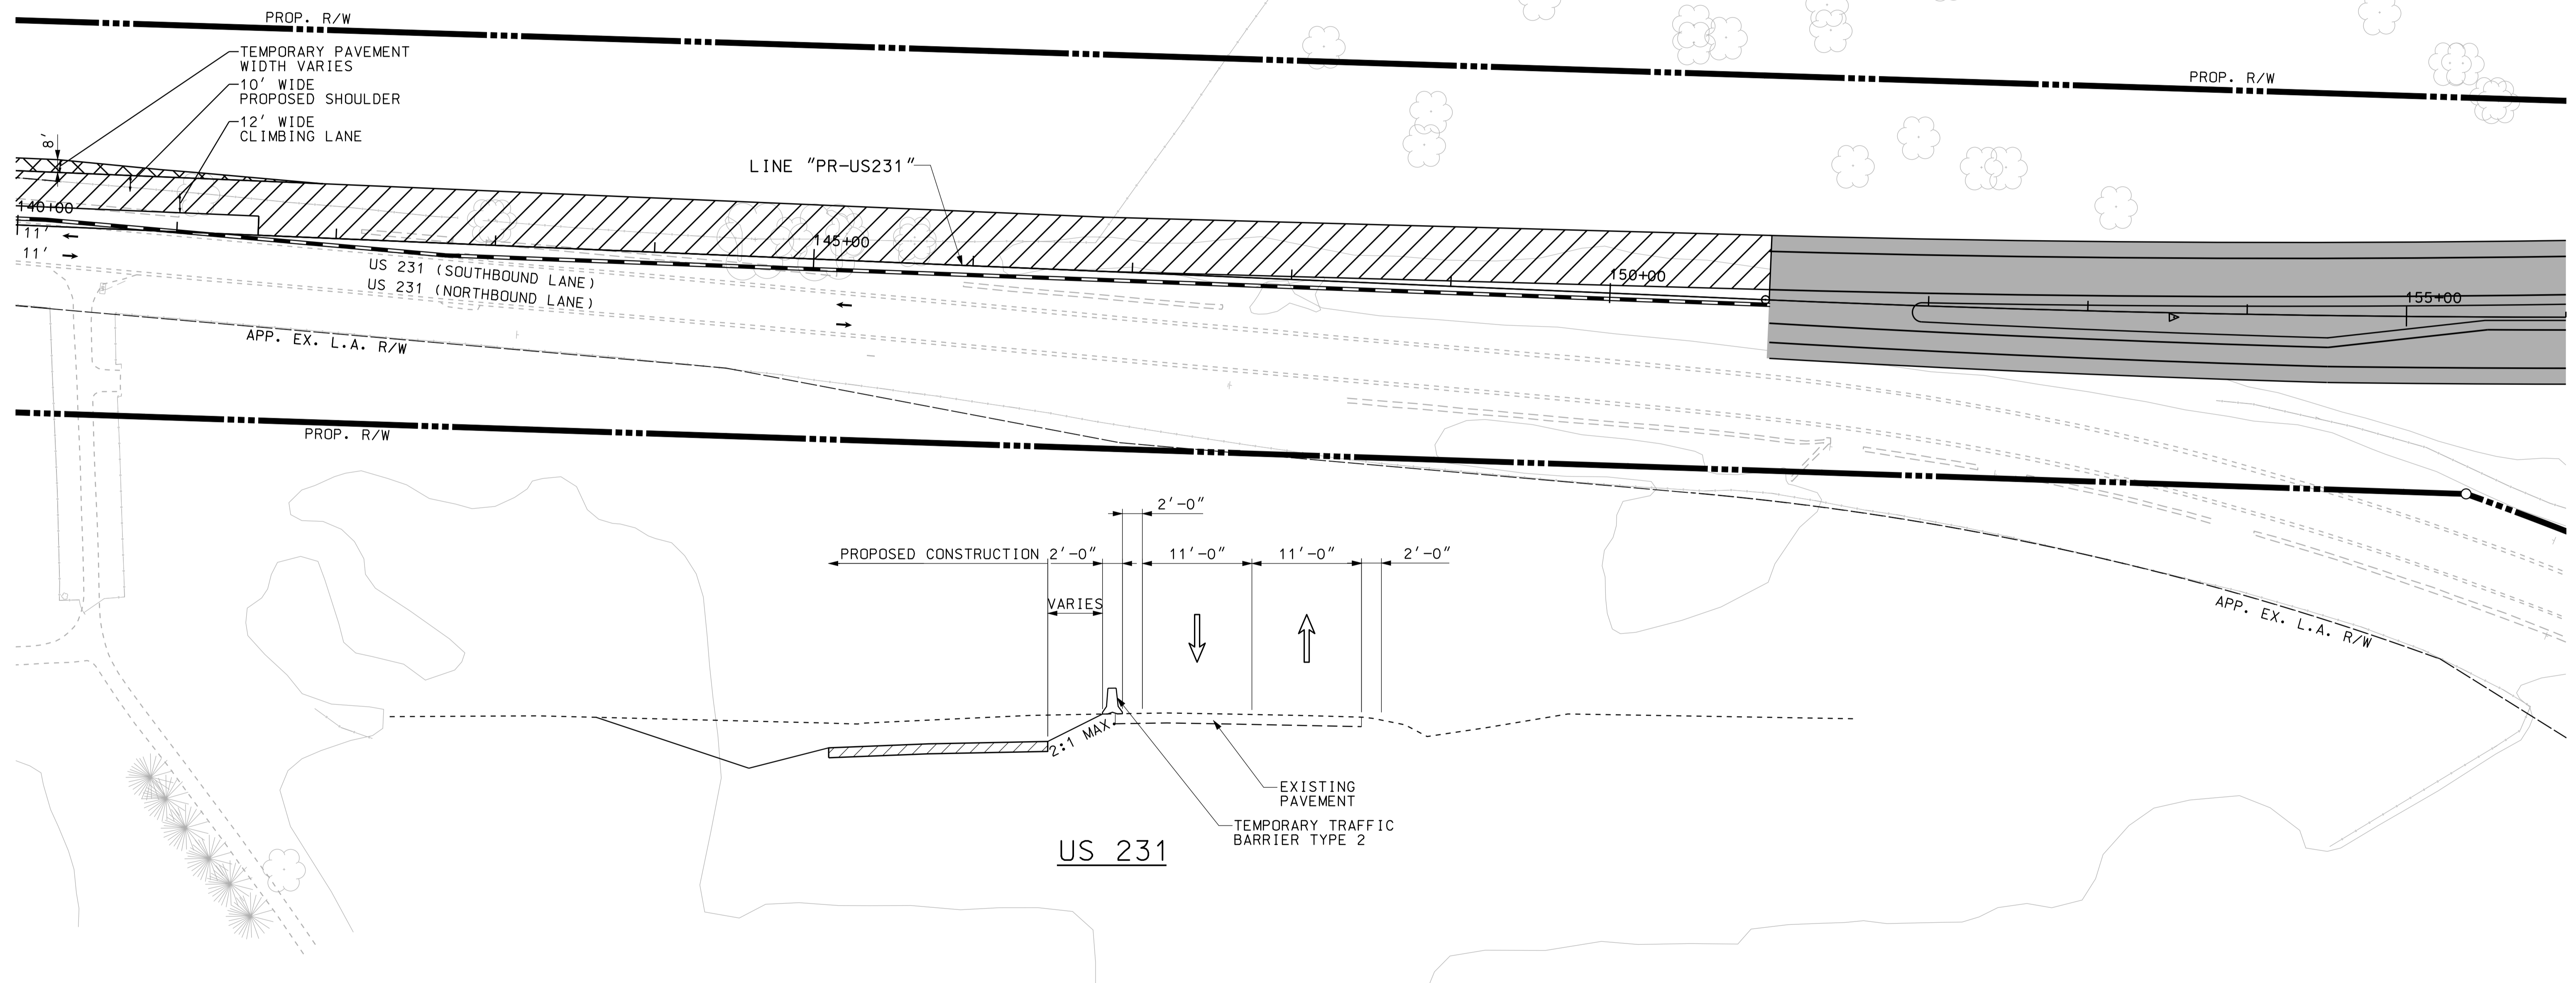 PROP. R/W
TEMPORARY PAVEMENT
WIDTH VARIES
10' WIDE
PROPOSED SHOULDER
12' WIDE
CLIMBING LANE
8'
PROP. R/W
LINE "PR-US231"
140+00
145+00
150+00
155+00
11'
11'
US 231 (SOUTHBOUND LANE)
US 231 (NORTHBOUND LANE)
APP. EX. L.A. R/W
PROP. R/W
2'-0"
PROPOSED CONSTRUCTION 2'-0" 11'-0" 11'-0" 2'-0"
VARIES
APP. EX. L.A. R/W
2:1 MAX.
EXISTING
PAVEMENT
TEMPORARY TRAFFIC
BARRIER TYPE 2
US 231